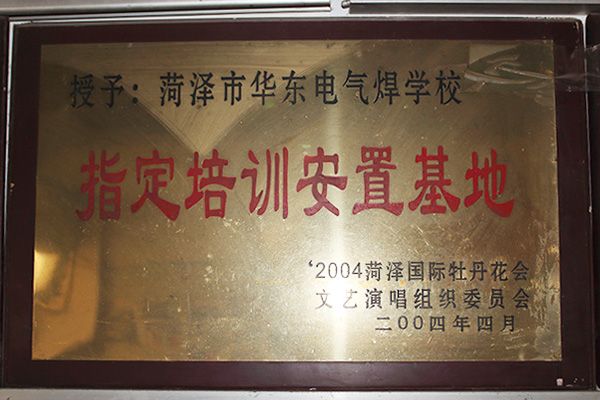 授予：菏泽市华东电气焊学校
指定培训安置基地
‘2004菏泽国际牡丹花会
文艺演唱组织委员会
二00四年四月